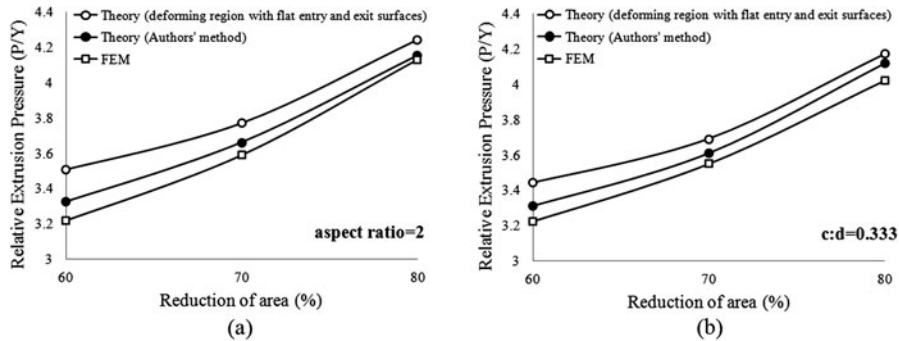 Relative Extrusion Pressure (P/Y)
4.4
4.2
3.8
3.6
3.4
3.2
3
Theory (deforming region with flat entry and exit surfaces)
Theory (Authors' method)
FEM
aspect ratio=2
60
70
80
Reduction of area (%)
(a)
Relative Extrusion Pressure (P/Y)
4.4
4.2
3.8
3.6
3.4
3.2
3
Theory (deforming region with flat entry and exit surfaces)
Theory (Authors' method)
FEM
c:d=0.333
60
70
80
Reduction of area (%)
(b)